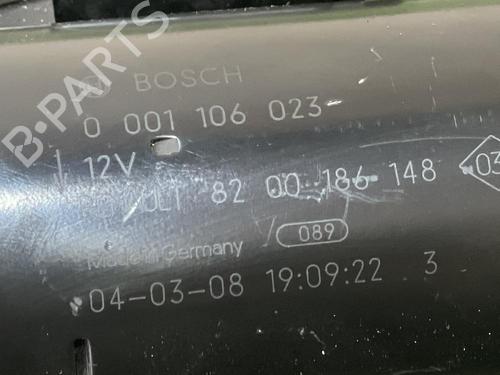 B-PARTS
BOSCH
0 001 106 023
12V
82 00 186 148 03
089
Made in Germany
04-03-08 19:09:22 3